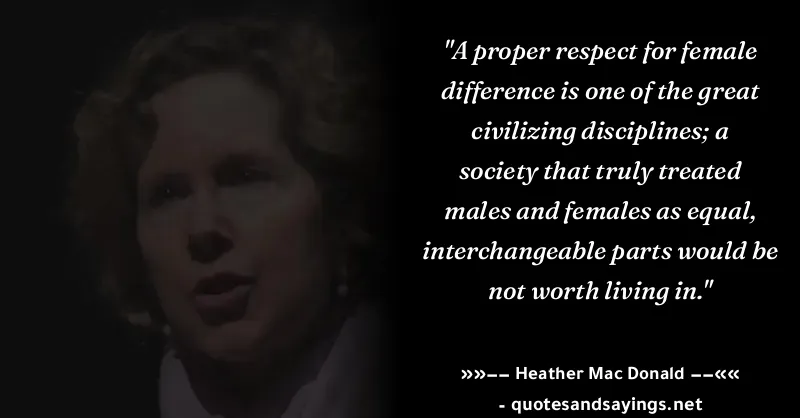 "A proper respect for female
difference is one of the great
civilizing disciplines; a
society that truly treated
males and females as equal,
interchangeable parts would be
not worth living in."
»»−− Heather Mac Donald −−««
- quotesandsayings.net